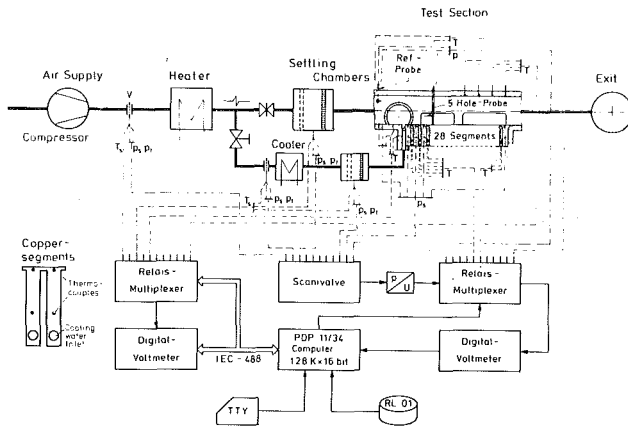 Test Section
Air Supply
Heater
Settling
Chambers
Ref-
Probe
T
P
T
Exit
V
5 Hole-Probe
Compressor
28 Segments
Cooler
Copper-
segments
Thermo-
couples
Cooling
water
Inlet
Relais-
Multiplexer
Scanivalve
P
U
Relais-
Multiplexer
Digital-
Voltmeter
IEC-488
PDP 11/34
Computer
128 K×16 bit
Digital-
Voltmeter
TTY
RL 01